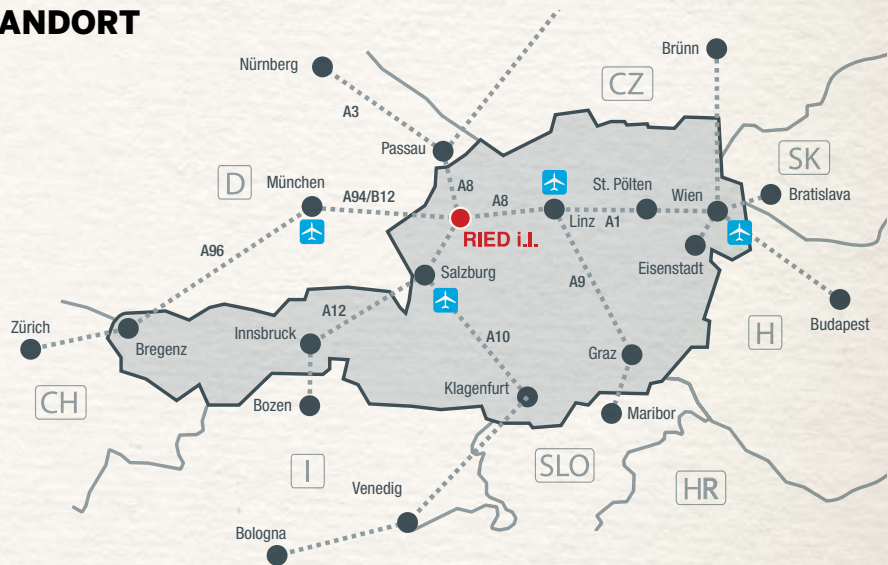 ANDORT
Brünn
Nürnberg
CZ
A3
Passau
SK
D
München
A94/B12
A8
A8
St. Pölten
Wien
Bratislava
Linz
A1
RIED i.I.
A96
Eisenstadt
Salzburg
A9
A12
Zürich
Bregenz
Innsbruck
A10
Graz
H
Budapest
CH
Bozen
Klagenfurt
Maribor
I
SLO
HR
Venedig
Bologna